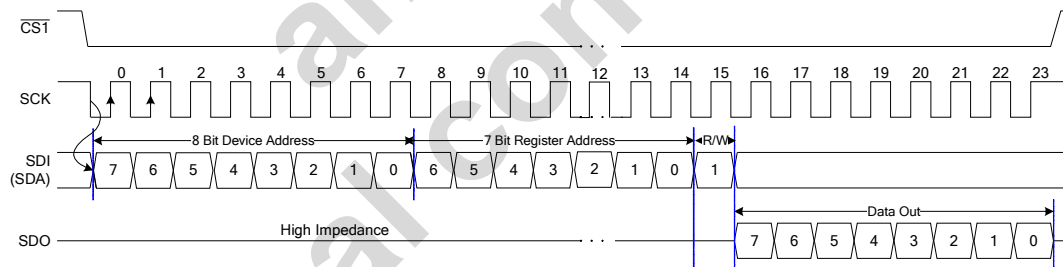 CS1
. . .
0 1 2 3 4 5 6 7 8 9 10 11 12 13 14 15 16 17 18 19 20 21 22 23
SCK
8 Bit Device Address 7 Bit Register Address R/W
SDI
(SDA)
7 6 5 4 3 2 1 0 6 5 4 3 2 1 0 1
Data Out
High Impedance
SDO
. . .
7 6 5 4 3 2 1 0